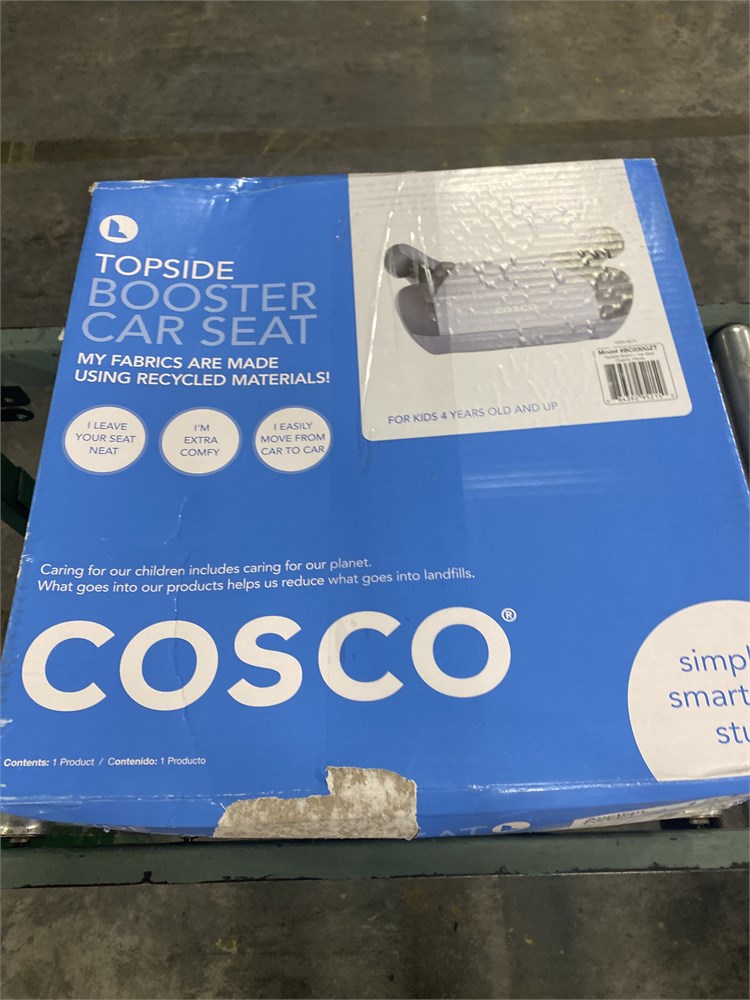 TOPSIDE
BOOSTER
CAR SEAT
MY FABRICS ARE MADE
USING RECYCLED MATERIALS!
I LEAVE
YOUR SEAT
NEAT
I'M
EXTRA
COMFY
I EASILY
MOVE FROM
CAR TO CAR
COSCO
FOR KIDS 4 YEARS OLD AND UP
Caring for our children includes caring for our planet.
What goes into our products helps us reduce what goes into landfills.
COSCO®
simpl
smart
stu
Contents: 1 Product / Contenido: 1 Producto